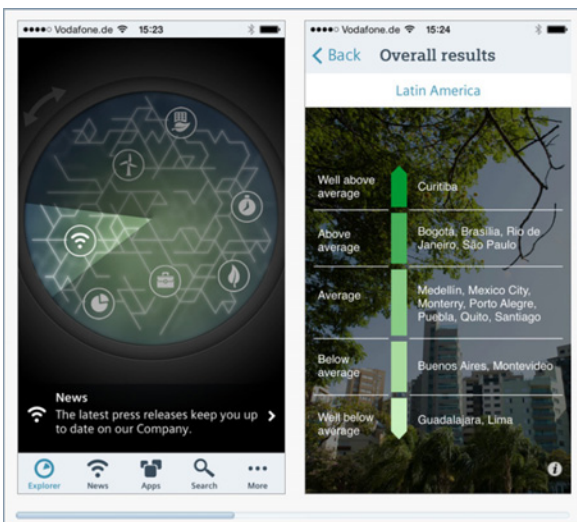 Vodafone.de 15:23
News
The latest press releases keep you up
to date on our Company.
Explorer News Apps Search More
Vodafone.de 15:24
Back Overall results
Latin America
Well above
average
Curitiba
Above
average
Bogotá, Brasília, Rio de
Janeiro, São Paulo
Average
Medellín, Mexico City,
Monterry, Porto Alegre,
Puebla, Quito, Santiago
Below
average
Buenos Aires, Montevideo
Well below
average
Guadalajara, Lima